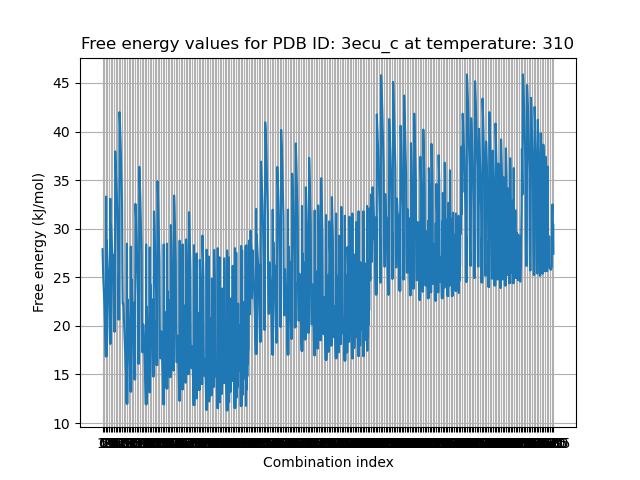 Free energy values for PDB ID: 3ecu_c at temperature: 310
45
40
35
30
25
20
15
10
Free energy (kJ/mol)
Combination index